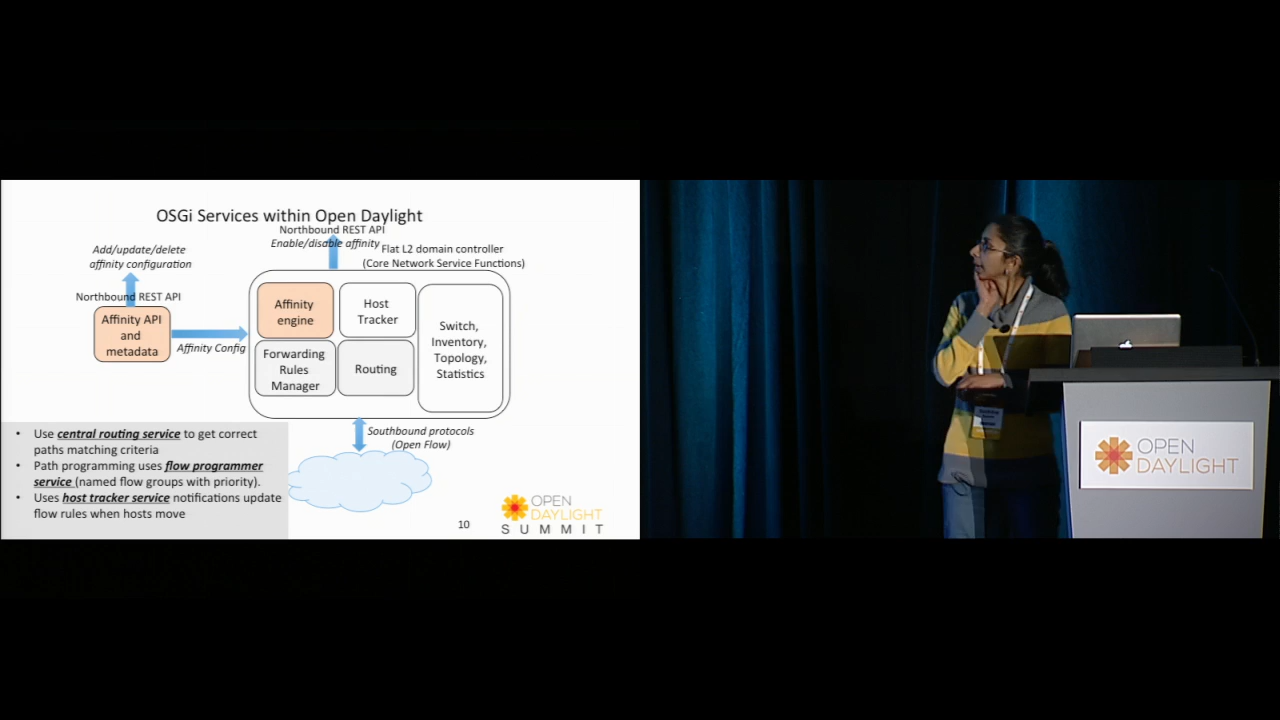 OSGi Services within Open Daylight
Northbound REST API
Enable/disable affinity
Add/update/delete
affinity configuration
Flat L2 domain controller
(Core Network Service Functions)
Northbound REST API
Affinity API
and
metadata
Affinity Config
Affinity
engine
Host
Tracker
Forwarding
Rules
Manager
Routing
Switch,
Inventory,
Topology,
Statistics
Southbound protocols
(Open Flow)
• Use central routing service to get correct
paths matching criteria
• Path programming uses flow programmer
service (named flow groups with priority).
• Uses host tracker service notifications update
flow rules when hosts move
10
OPEN
DAYLIGHT
SUMMIT
OPEN
DAYLIGHT